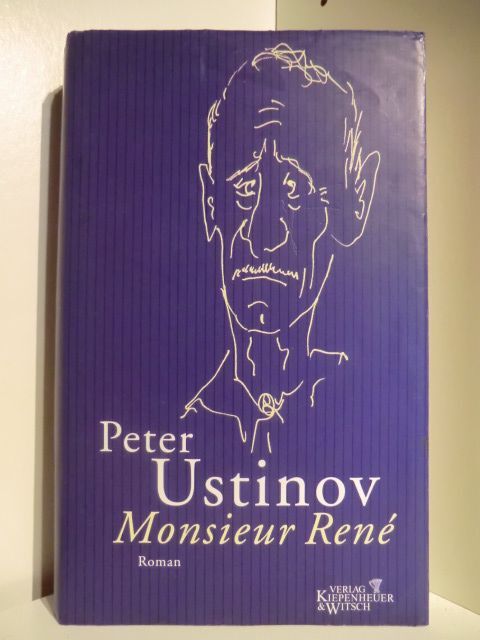 Peter
Ustinov
Monsieur René
Roman
VERLAG
KIEPENHEUER
& WITSCH